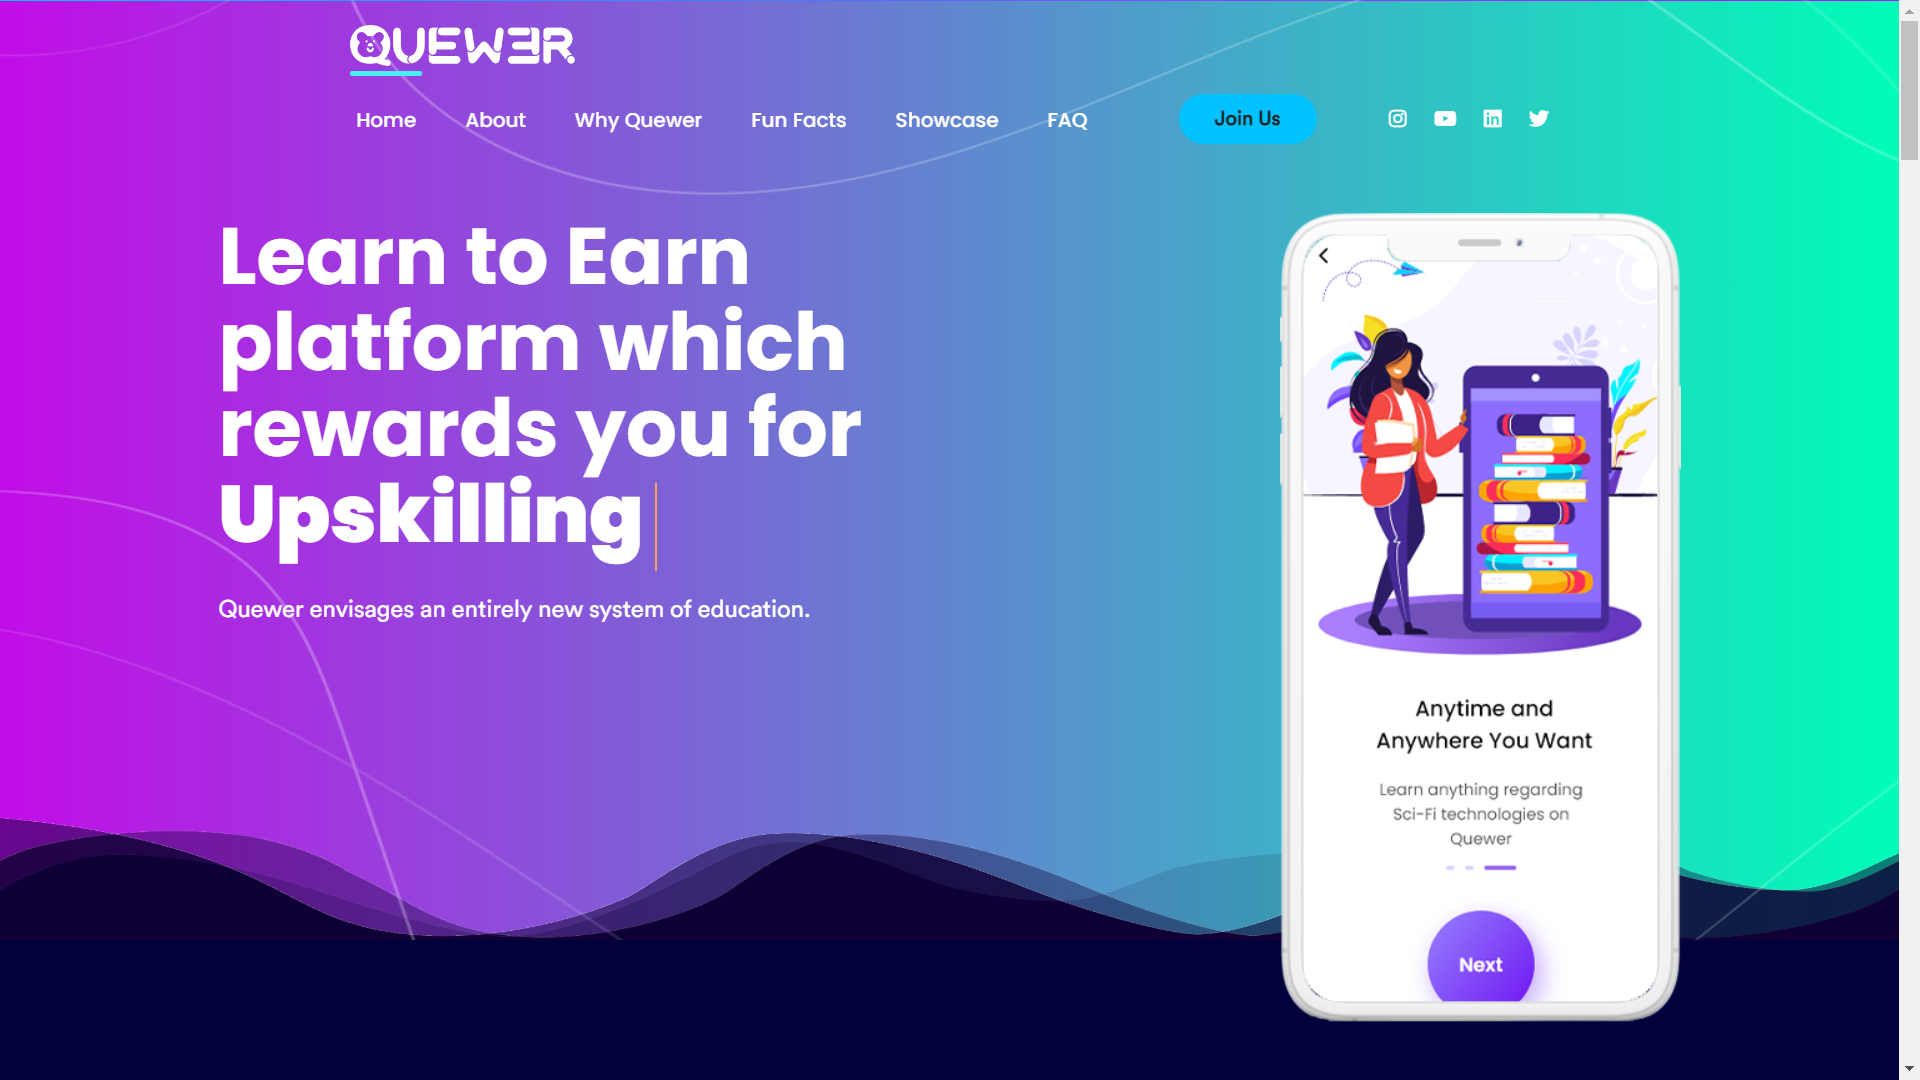 QUEWER
Home About Why Quewer Fun Facts Showcase FAQ Join Us
Learn to Earn
platform which
rewards you for
Upskilling
Quewer envisages an entirely new system of education.
Anytime and
Anywhere You Want
Learn anything regarding
Sci-Fi technologies on
Quewer
Next